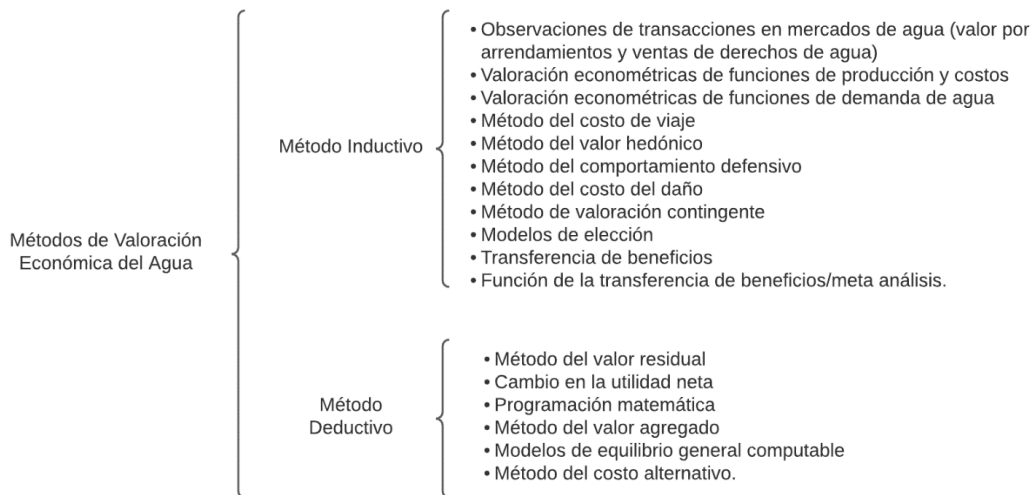 Métodos de Valoración
Económica del Agua
Método Inductivo
• Observaciones de transacciones en mercados de agua (valor por
arrendamientos y ventas de derechos de agua)
• Valoración econométricas de funciones de producción y costos
• Valoración econométricas de funciones de demanda de agua
• Método del costo de viaje
• Método del valor hedónico
• Método del comportamiento defensivo
• Método del costo del daño
• Método de valoración contingente
• Modelos de elección
• Transferencia de beneficios
• Función de la transferencia de beneficios/meta análisis.
Método
Deductivo
• Método del valor residual
• Cambio en la utilidad neta
• Programación matemática
• Método del valor agregado
• Modelos de equilibrio general computable
• Método del costo alternativo.